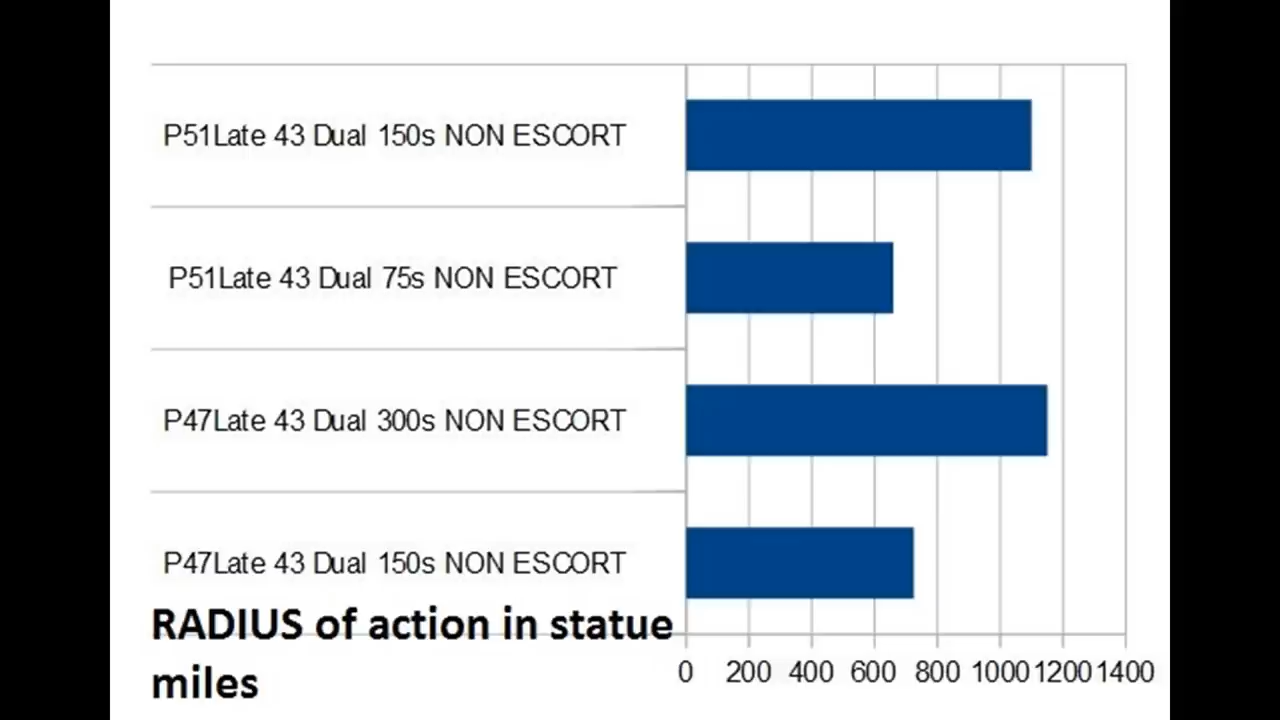 P51Late 43 Dual 150s NON ESCORT
P51Late 43 Dual 75s NON ESCORT
P47Late 43 Dual 300s NON ESCORT
P47Late 43 Dual 150s NON ESCORT
RADIUS of action in statue
miles
0 200 400 600 800 1000 1200 1400